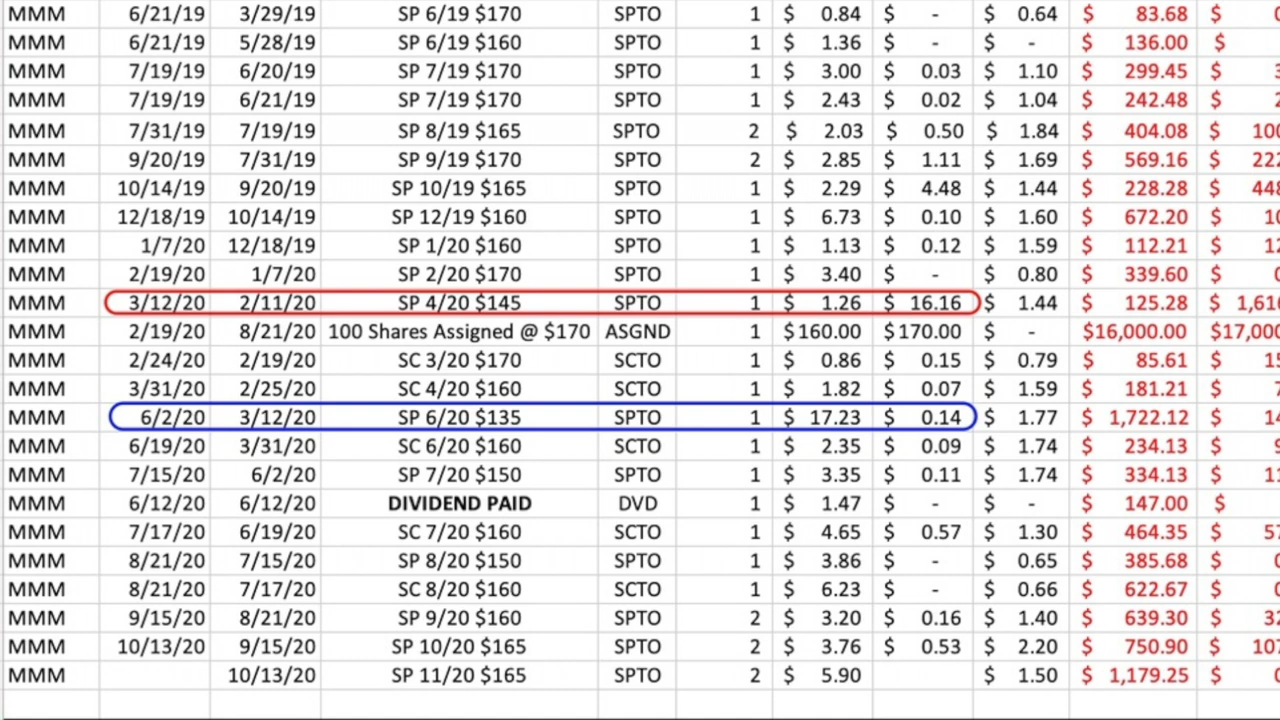 MMM 6/21/19 3/29/19 SP 6/19 $170 SPTO 1 $ 0.84 $ - $ 0.64 $ 83.68 $
MMM 6/21/19 5/28/19 SP 6/19 $160 SPTO 1 $ 1.36 $ - $ - $ 136.00 $
MMM 7/19/19 6/20/19 SP 7/19 $170 SPTO 1 $ 3.00 $ 0.03 $ 1.10 $ 299.45 $
MMM 7/19/19 6/21/19 SP 7/19 $170 SPTO 1 $ 2.43 $ 0.02 $ 1.04 $ 242.48 $
MMM 7/31/19 7/19/19 SP 8/19 $165 SPTO 2 $ 2.03 $ 0.50 $ 1.84 $ 404.08 $ 100
MMM 9/20/19 7/31/19 SP 9/19 $170 SPTO 2 $ 2.85 $ 1.11 $ 1.69 $ 569.16 $ 222
MMM 10/14/19 9/20/19 SP 10/19 $165 SPTO 1 $ 2.29 $ 4.48 $ 1.44 $ 228.28 $ 448
MMM 12/18/19 10/14/19 SP 12/19 $160 SPTO 1 $ 6.73 $ 0.10 $ 1.60 $ 672.20 $ 10
MMM 1/7/20 12/18/19 SP 1/20 $160 SPTO 1 $ 1.13 $ 0.12 $ 1.59 $ 112.21 $ 12
MMM 2/19/20 1/7/20 SP 2/20 $170 SPTO 1 $ 3.40 $ - $ 0.80 $ 339.60 $
MMM 3/12/20 2/11/20 SP 4/20 $145 SPTO 1 $ 1.26 $ 16.16 $ 1.44 $ 125.28 $ 1,616
MMM 2/19/20 8/21/20 100 Shares Assigned @ $170 ASGND 1 $160.00 $170.00 $ - $16,000.00 $17,000
MMM 2/24/20 2/19/20 SC 3/20 $170 SCTO 1 $ 0.86 $ 0.15 $ 0.79 $ 85.61 $ 15
MMM 3/31/20 2/25/20 SC 4/20 $160 SCTO 1 $ 1.82 $ 0.07 $ 1.59 $ 181.21 $ 7
MMM 6/2/20 3/12/20 SP 6/20 $135 SPTO 1 $ 17.23 $ 0.14 $ 1.77 $ 1,722.12 $ 14
MMM 6/19/20 3/31/20 SC 6/20 $160 SCTO 1 $ 2.35 $ 0.09 $ 1.74 $ 234.13 $ 9
MMM 7/15/20 6/2/20 SP 7/20 $150 SPTO 1 $ 3.35 $ 0.11 $ 1.74 $ 334.13 $ 11
MMM 6/12/20 6/12/20 DIVIDEND PAID DVD 1 $ 1.47 $ - $ - $ 147.00 $
MMM 7/17/20 6/19/20 SC 7/20 $160 SCTO 1 $ 4.65 $ 0.57 $ 1.30 $ 464.35 $ 57
MMM 8/21/20 7/15/20 SP 8/20 $150 SPTO 1 $ 3.86 $ - $ 0.65 $ 385.68 $
MMM 8/21/20 7/17/20 SC 8/20 $160 SCTO 1 $ 6.23 $ - $ 0.66 $ 622.67 $
MMM 9/15/20 8/21/20 SP 9/20 $160 SPTO 2 $ 3.20 $ 0.16 $ 1.40 $ 639.30 $ 32
MMM 10/13/20 9/15/20 SP 10/20 $165 SPTO 2 $ 3.76 $ 0.53 $ 2.20 $ 750.90 $ 107
MMM 10/13/20 SP 11/20 $165 SPTO 2 $ 5.90 $ 1.50 $ 1,179.25 $